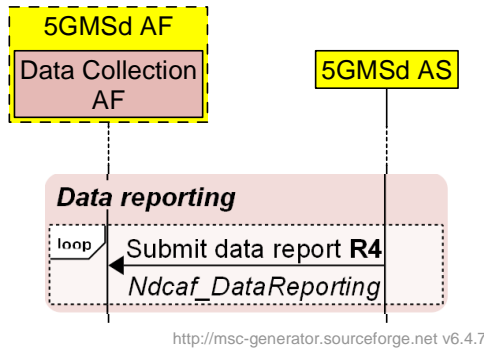 5GMSd AF
Data Collection
AF
5GMSd AS
Data reporting
loop
Submit data report R4
Ndcaf_DataReporting
http://msc-generator.sourceforge.net v6.4.7